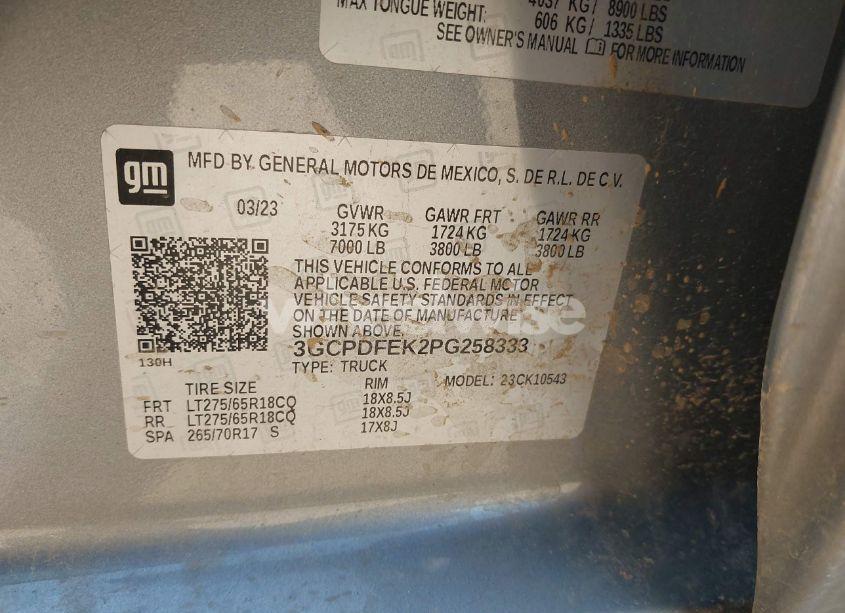 4037 KG/ 8900 LBS
MAX TONGUE WEIGHT: 606 KG/ 1335 LBS
SEE OWNER'S MANUAL FOR MORE INFORMATION
gm
MFD BY GENERAL MOTORS DE MEXICO, S. DE R.L. DE C.V.
03/23 GVWR GAWR FRT GAWR RR
3175 KG 1724 KG 1724 KG
7000 LB 3800 LB 3800 LB
THIS VEHICLE CONFORMS TO ALL
APPLICABLE U.S. FEDERAL MOTOR
VEHICLE SAFETY STANDARDS IN EFFECT
ON THE DATE OF MANUFACTURE
SHOWN ABOVE.
3GCPDFEK2PG258333
130H
TYPE: TRUCK
TIRE SIZE RIM MODEL: 23CK10543
FRT LT275/65R18CQ 18X8.5J
RR LT275/65R18CQ 18X8.5J
SPA 265/70R17 S 17X8J